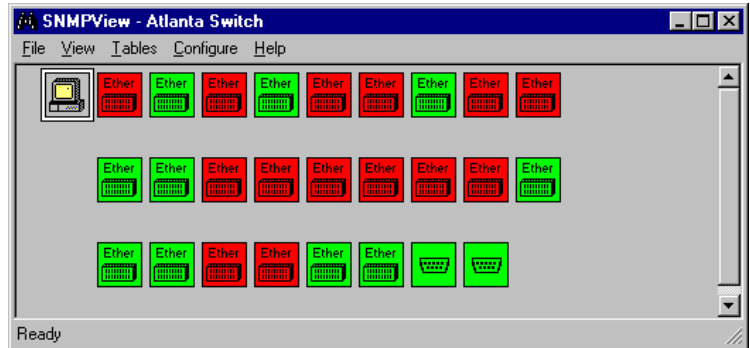 SNMPView - Atlanta Switch
File View Tables Configure Help
Ether Ether Ether Ether Ether Ether Ether Ether Ether
Ether Ether Ether Ether Ether Ether Ether Ether Ether
Ether Ether Ether Ether Ether Ether
Ready